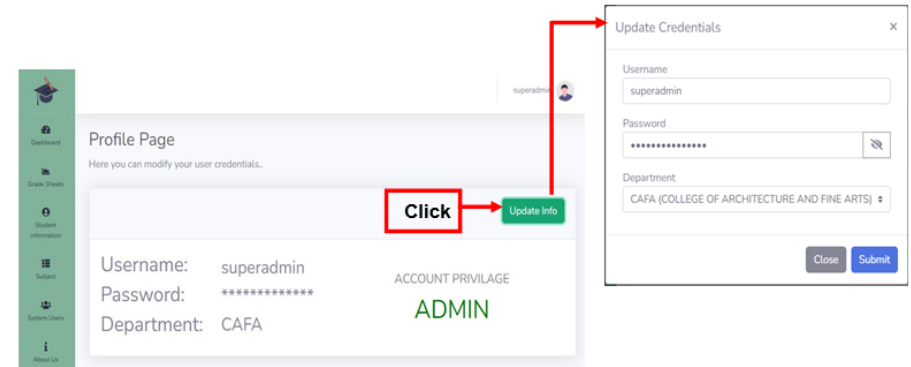 Update Credentials ×
Username
superadmin
Password
•••••••••••••••
Department
CAFA (COLLEGE OF ARCHITECTURE AND FINE ARTS)
Close Submit
superadmin
Dashboard
Grade Sheets
Student
information
Subject
System Users
About Us
Profile Page
Here you can modify your user credentials..
Click
Update Info
Username: superadmin
Password: *************
Department: CAFA
ACCOUNT PRIVILAGE
ADMIN